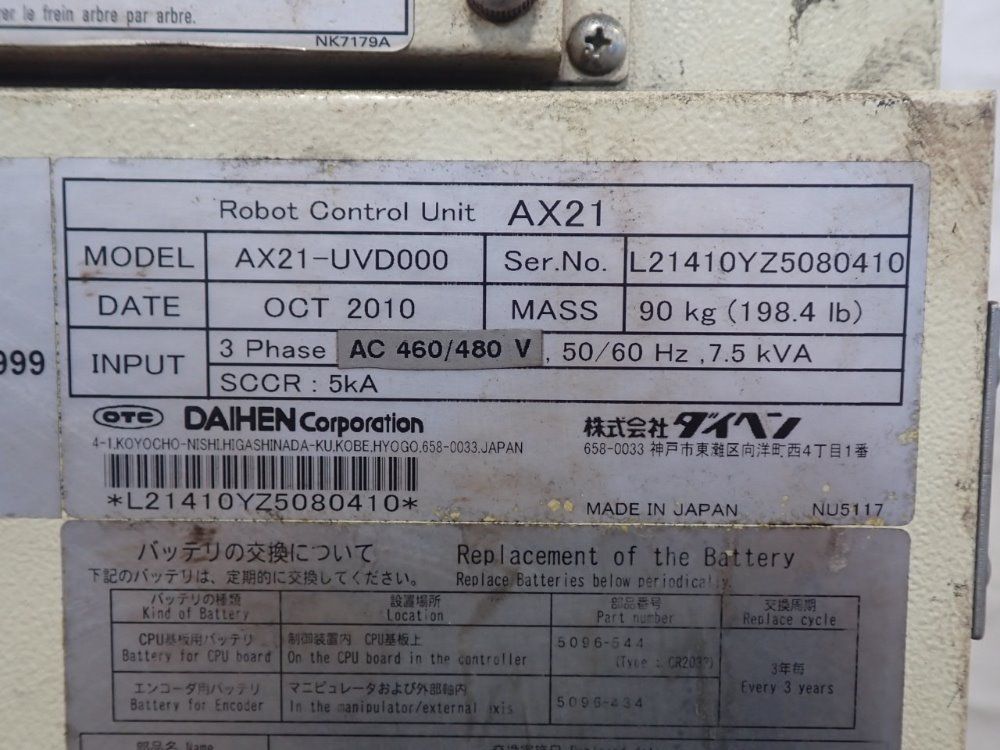 er le frein arbre par arbre.
NK7179A
999
Robot Control Unit AX21
MODEL AX21-UVD000 Ser.No. L21410YZ5080410
DATE OCT 2010 MASS 90 kg (198.4 lb)
INPUT 3 Phase AC 460/480 V , 50/60 Hz ,7.5 kVA
SCCR : 5kA
OTC DAIHEN Corporation 株式会社ダイヘン
4-1,KOYOCHO-NISHI,HIGASHINADA-KU,KOBE,HYOGO,658-0033,JAPAN 658-0033 神戸市東灘区向洋町西4丁目1番
*L21410YZ5080410*
MADE IN JAPAN NU5117
バッテリの交換について Replacement of the Battery
下記のバッテリは、定期的に交換してください。 Replace Batteries below periodically.
バッテリの種類 設置場所 部品番号 交換周期
Kind of Battery Location Part number Replace cycle
CPU基板用バッテリ 制御装置内 CPU基板上 5096-544
Battery for CPU board On the CPU board in the controller (Type : 3年毎
エンコーダ用バッテリ マニピュレータおよび外部軸内 Every 3 years
Battery for Encoder In the manipulator/external axis 5096-434
部品名 Name